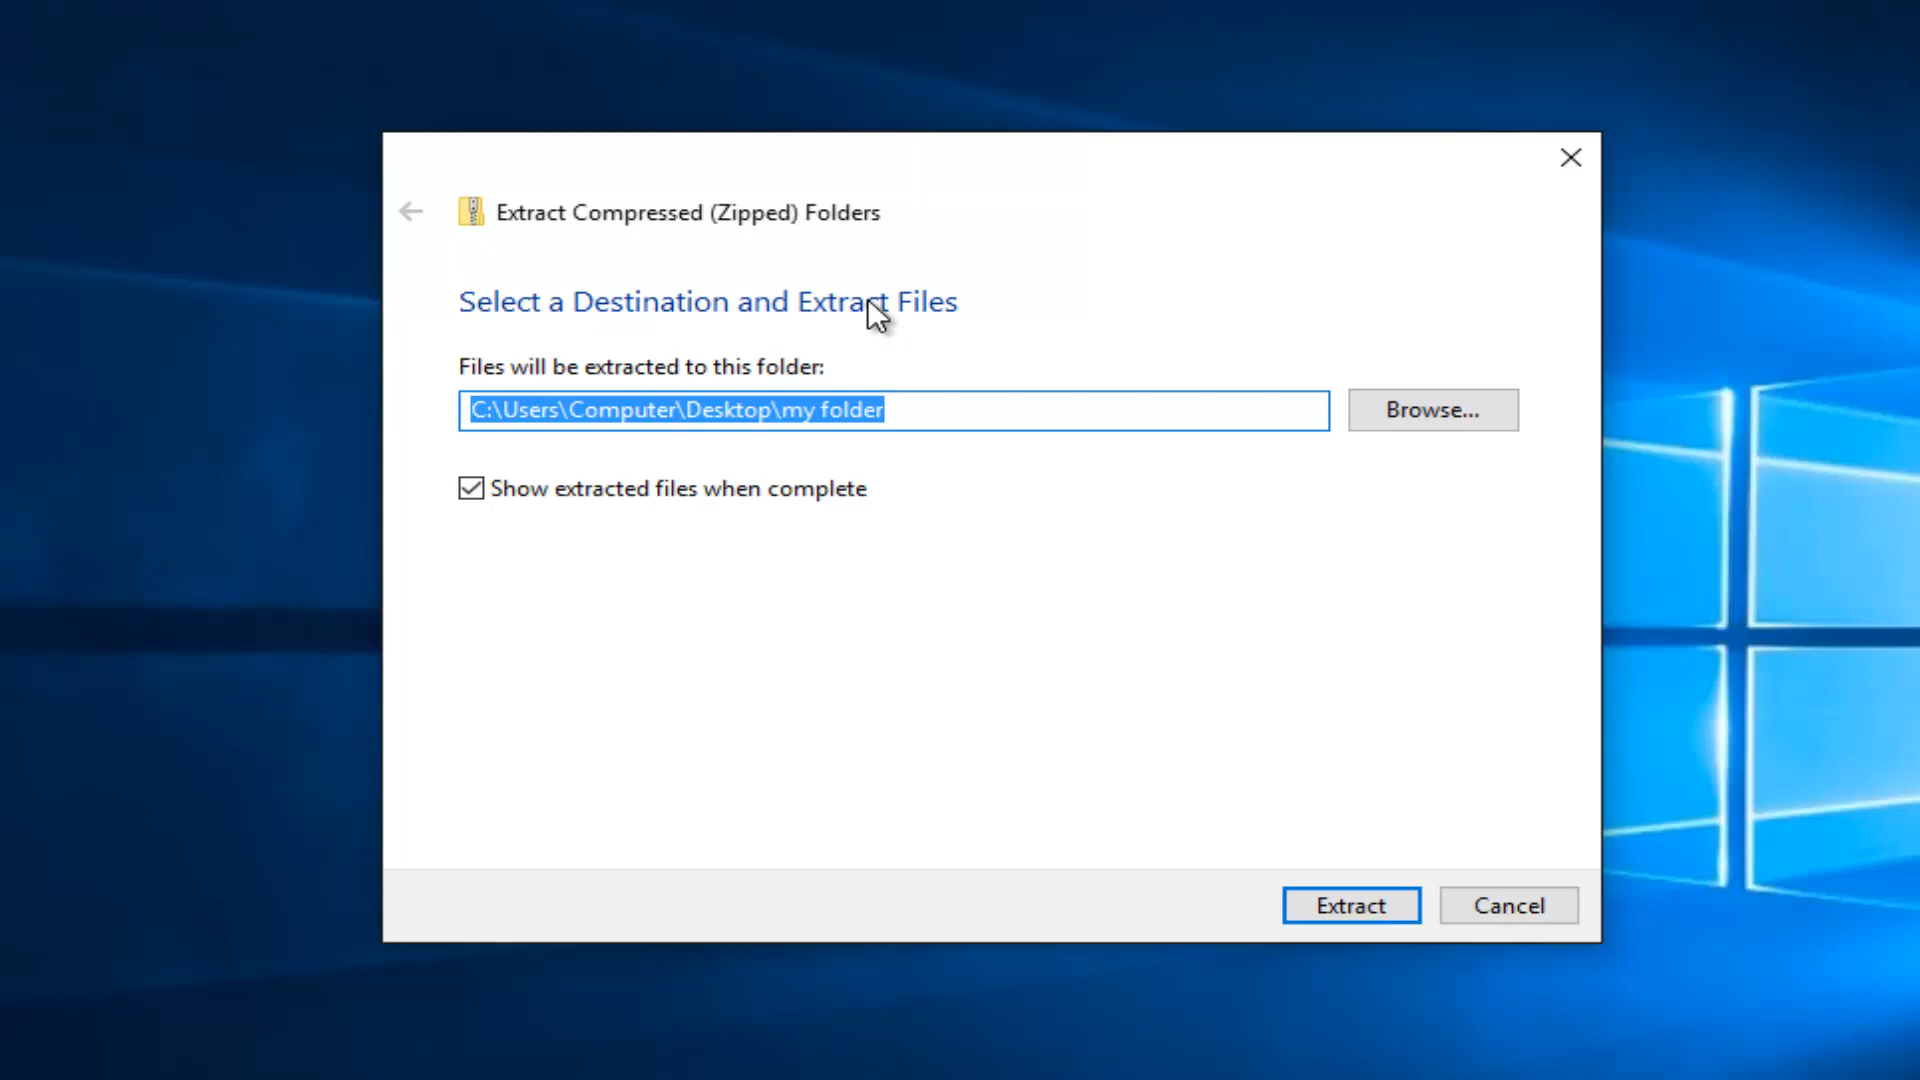 Extract Compressed (Zipped) Folders
Select a Destination and Extract Files
Files will be extracted to this folder:
C:\Users\Computer\Desktop\my folder
Browse...
Show extracted files when complete
Extract
Cancel